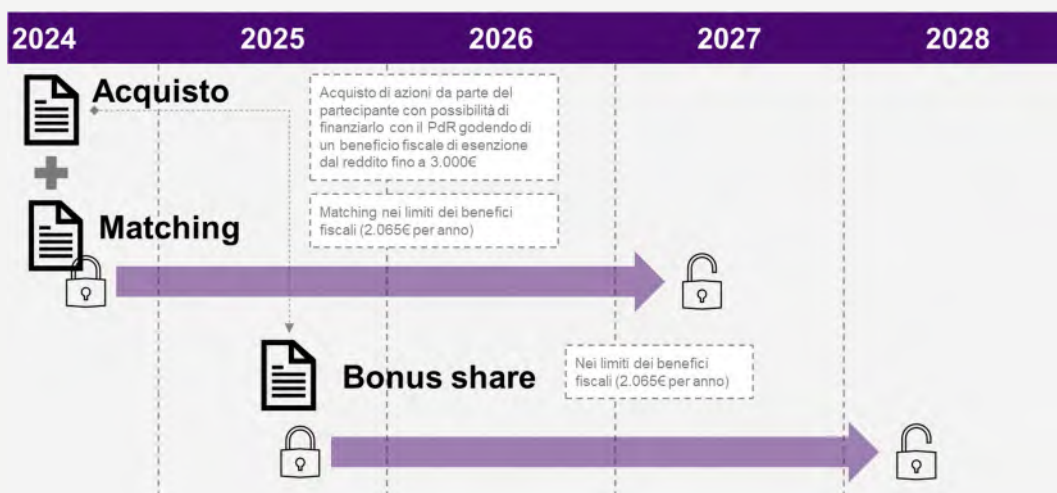 2024 2025 2026 2027 2028
Acquisto
Acquisto di azioni da parte del
partecipante con possibilità di
finanziarlo con il PdR godendo di
un beneficio fiscale di esenzione
dal reddito fino a 3.000€
Matching
Matching nei limiti dei benefici
fiscali (2.065€ per anno)
Bonus share
Nei limiti dei benefici
fiscali (2.065€ per anno)